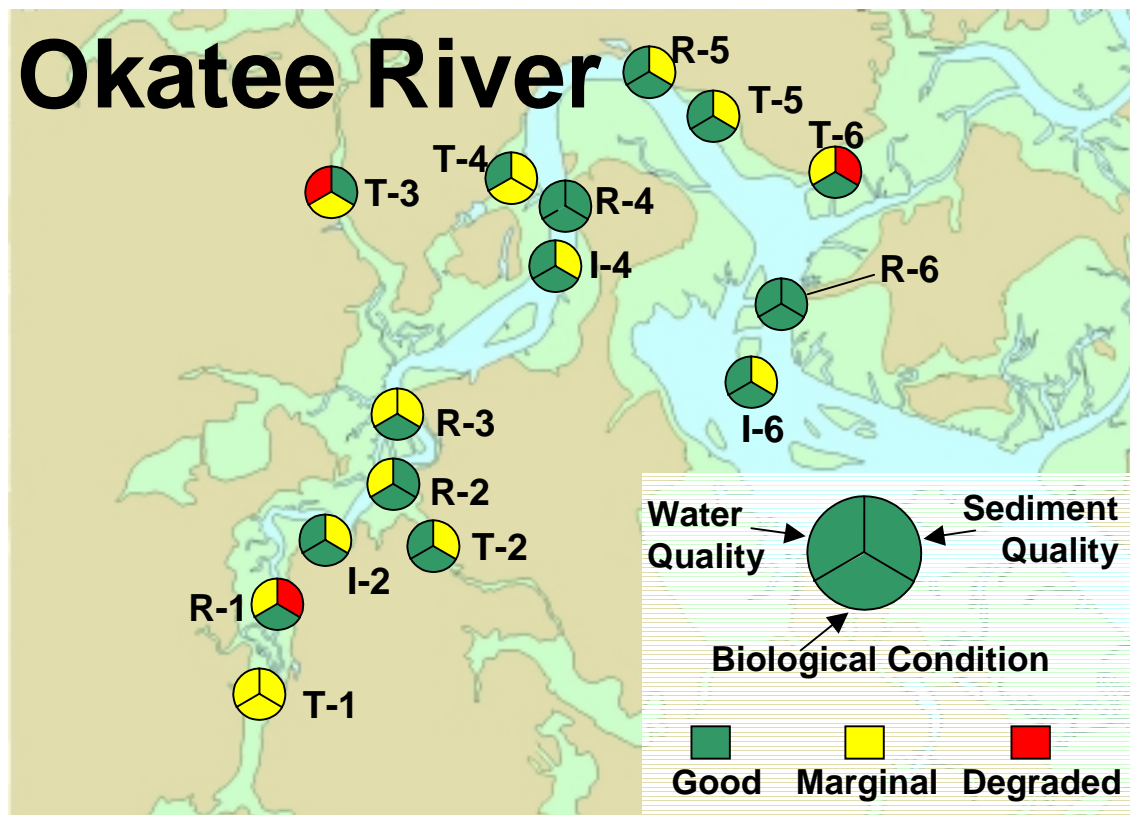 Okatee River
R-5
T-5
T-6
T-4
T-3
R-4
I-4
R-6
R-3
I-6
R-2
T-2
I-2
R-1
T-1
Water
Quality
Sediment
Quality
Biological Condition
Good Marginal Degraded